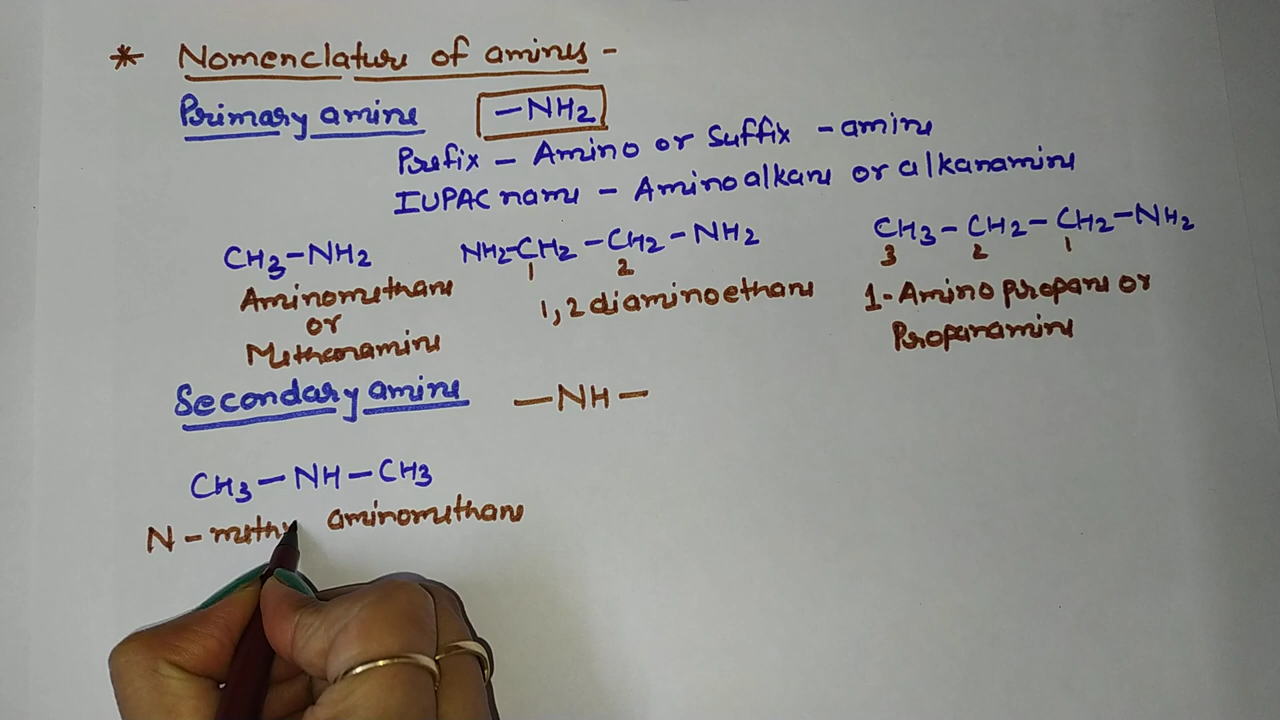 * Nomenclature of amines -
Primary amine -NH2
Prefix - Amino or Suffix - amine
IUPAC name - Aminoalkane or alkanamine
CH3-NH2 NH2-CH2-CH2-NH2 CH3-CH2-CH2-NH2
1 2 3 2 1
Aminomethane 1,2 diaminoethane 1-Amino propane or
or Propanamine
Methanamine
Secondary amine -NH-
CH3-NH-CH3
N-methy aminomethane